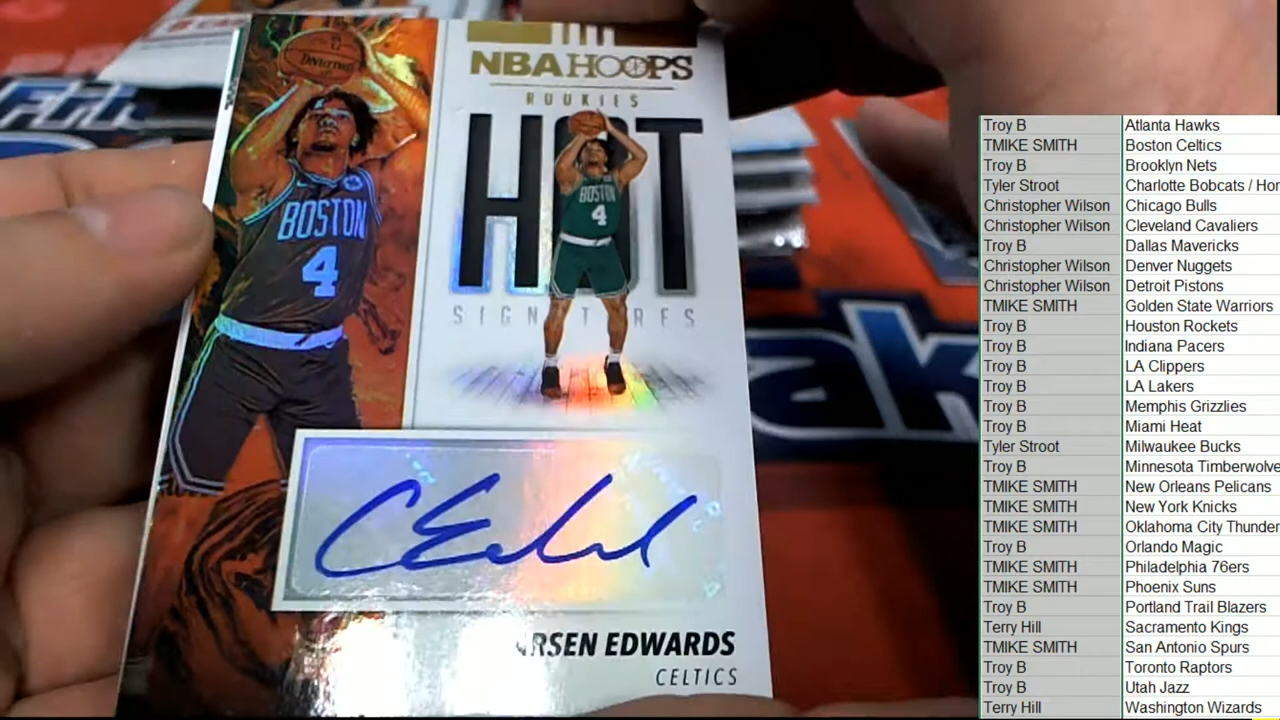 NBA HOOPS
ROOKIES
HOT
SIGNATURES
BOSTON
4
BOSTON
4
RSEN EDWARDS
CELTICS
Troy B Atlanta Hawks
TMIKE SMITH Boston Celtics
Troy B Brooklyn Nets
Tyler Stroot Charlotte Bobcats / Hor
Christopher Wilson Chicago Bulls
Christopher Wilson Cleveland Cavaliers
Troy B Dallas Mavericks
Christopher Wilson Denver Nuggets
Christopher Wilson Detroit Pistons
TMIKE SMITH Golden State Warriors
Troy B Houston Rockets
Troy B Indiana Pacers
Troy B LA Clippers
Troy B LA Lakers
Troy B Memphis Grizzlies
Troy B Miami Heat
Tyler Stroot Milwaukee Bucks
Troy B Minnesota Timberwolve
TMIKE SMITH New Orleans Pelicans
TMIKE SMITH New York Knicks
TMIKE SMITH Oklahoma City Thunder
Troy B Orlando Magic
TMIKE SMITH Philadelphia 76ers
TMIKE SMITH Phoenix Suns
Troy B Portland Trail Blazers
Terry Hill Sacramento Kings
TMIKE SMITH San Antonio Spurs
Troy B Toronto Raptors
Troy B Utah Jazz
Terry Hill Washington Wizards